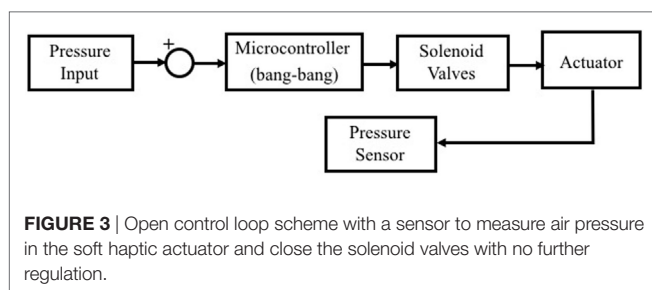 Pressure
Input
+
Microcontroller
(bang-bang)
Solenoid
Valves
Actuator
Pressure
Sensor
FIGURE 3 | Open control loop scheme with a sensor to measure air pressure
in the soft haptic actuator and close the solenoid valves with no further
regulation.